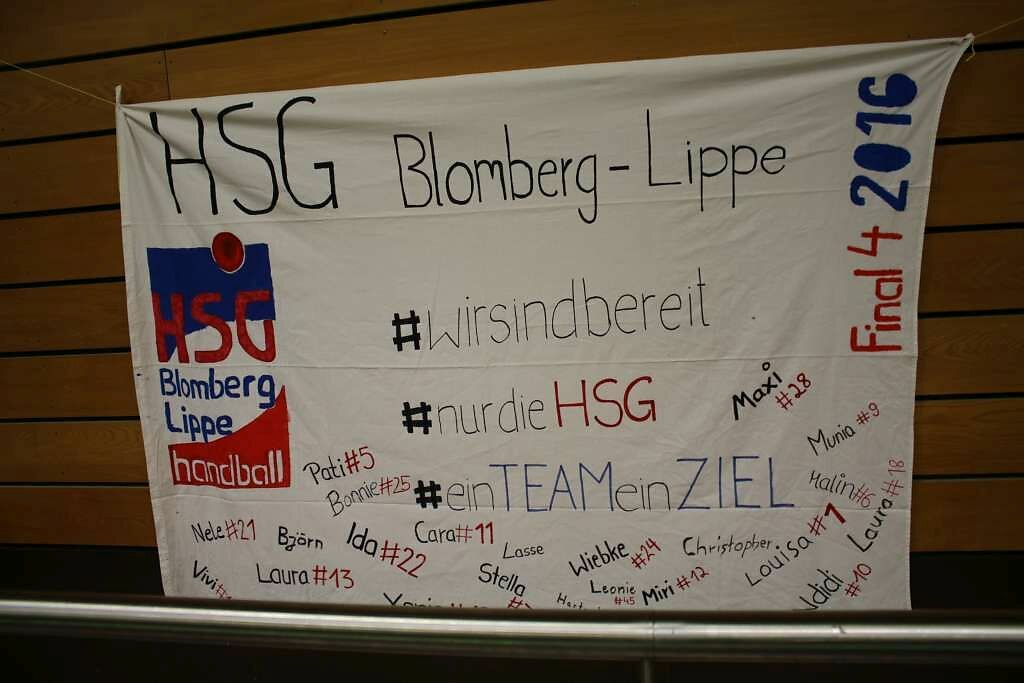 HSG Blomberg-Lippe
Final 4 2016
HSG
Blomberg
Lippe
handball
#wirsindbereit
#nurdieHSG
#einTEAMeinZIEL
Maxi #28
Munia #9
Pati #5
Bonnie #25
Malin #6
Laura #18
Nele #21
Björn
Ida #22
Cara #11
Lasse
Wiebke #24
Christopher
Louisa #7
Vivi
Laura #13
Stella
Leonie #45
Miri #12
Ndidi #10